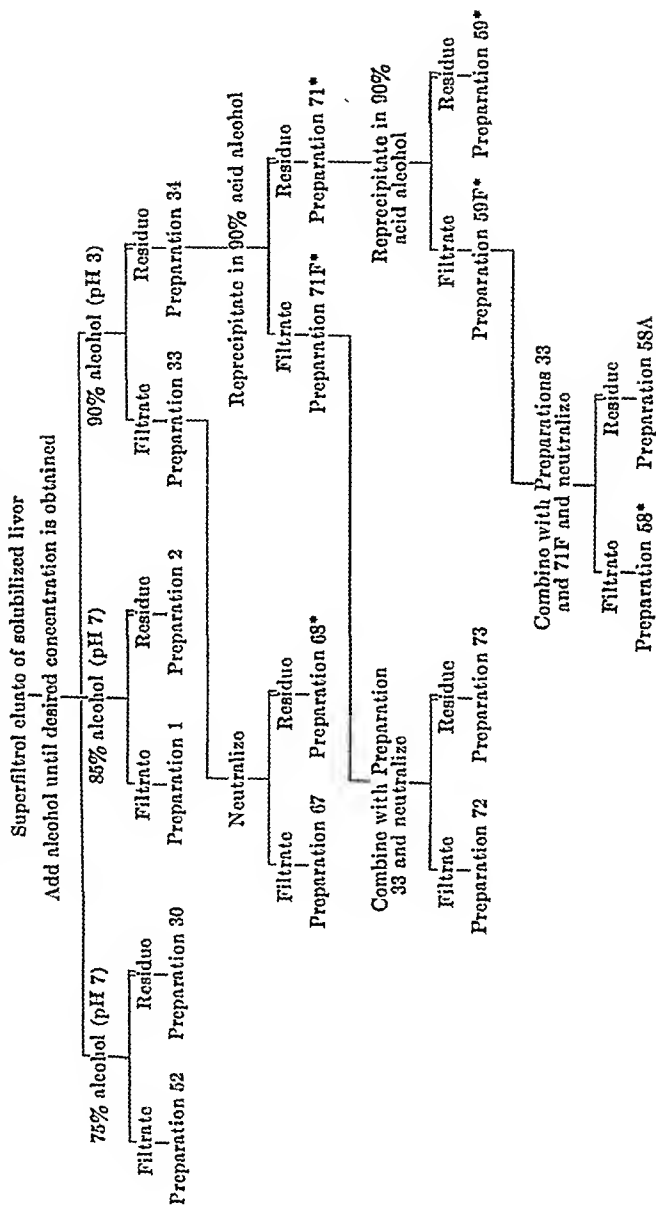 Superfiltrol eluate of solubilized liver
Add alcohol until desired concentration is obtained
75% alcohol (pH 7)
85% alcohol (pH 7)
90% alcohol (pH 3)
Filtrate
Residue
Filtrate
Residue
Filtrate
Residue
Preparation 52
Preparation 30
Preparation 1
Preparation 2
Preparation 33
Preparation 34
Neutralize
Reprecipitate in 90% acid alcohol
Filtrate
Residue
Filtrate
Residue
Preparation 67
Preparation 68*
Preparation 71F*
Preparation 71*
Combine with Preparation
33 and neutralize
Reprecipitate in 90%
acid alcohol
Filtrate
Residue
Filtrate
Residue
Preparation 72
Preparation 73
Preparation 59F*
Preparation 59*
Combine with Preparations 33
and 71F and neutralize
Filtrate
Residue
Preparation 58*
Preparation 58A